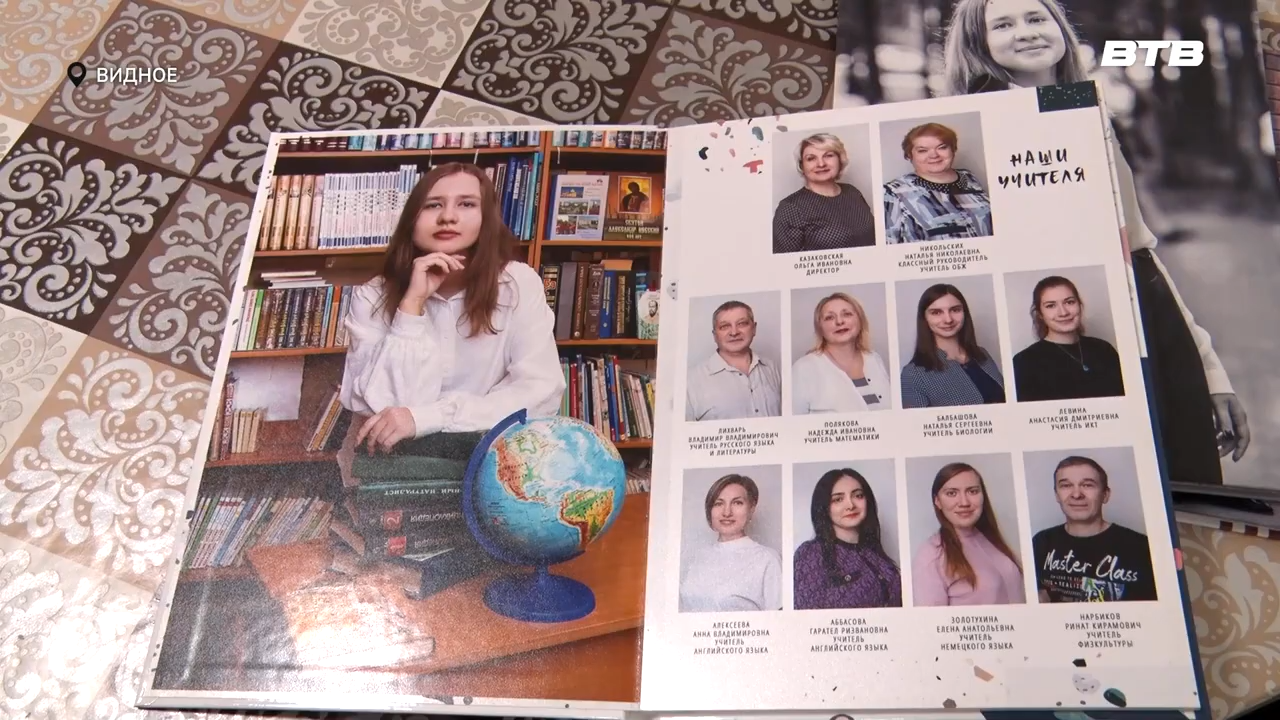 ВИДНОЕ
ВТВ
НАШИ
УЧИТЕЛЯ
КАЗАКОВСКАЯ
ОЛЬГА ИВАНОВНА
ДИРЕКТОР
НИКОЛЬСКИХ
НАТАЛЬЯ НИКОЛАЕВНА
КЛАССНЫЙ РУКОВОДИТЕЛЬ
УЧИТЕЛЬ ОБЖ
ЛИХВАРЬ
ВЛАДИМИР ВЛАДИМИРОВИЧ
УЧИТЕЛЬ РУССКОГО ЯЗЫКА
И ЛИТЕРАТУРЫ
ПОЛЯКОВА
НАДЕЖДА ИВАНОВНА
УЧИТЕЛЬ МАТЕМАТИКИ
БАЛБАШОВА
НАТАЛЬЯ СЕРГЕЕВНА
УЧИТЕЛЬ БИОЛОГИИ
ЛЕВИНА
АНАСТАСИЯ ДМИТРИЕВНА
УЧИТЕЛЬ ИКТ
Master Class
АЛЕКСЕЕВА
АННА ВЛАДИМИРОВНА
УЧИТЕЛЬ
АНГЛИЙСКОГО ЯЗЫКА
АББАСОВА
ГАРАТЕЛ РИЗВАНОВНА
УЧИТЕЛЬ
АНГЛИЙСКОГО ЯЗЫКА
ЗОЛОТУХИНА
ЕЛЕНА АНАТОЛЬЕВНА
УЧИТЕЛЬ
НЕМЕЦКОГО ЯЗЫКА
НАРБИКОВ
РИНАТ КИРАМОВИЧ
УЧИТЕЛЬ
ФИЗКУЛЬТУРЫ